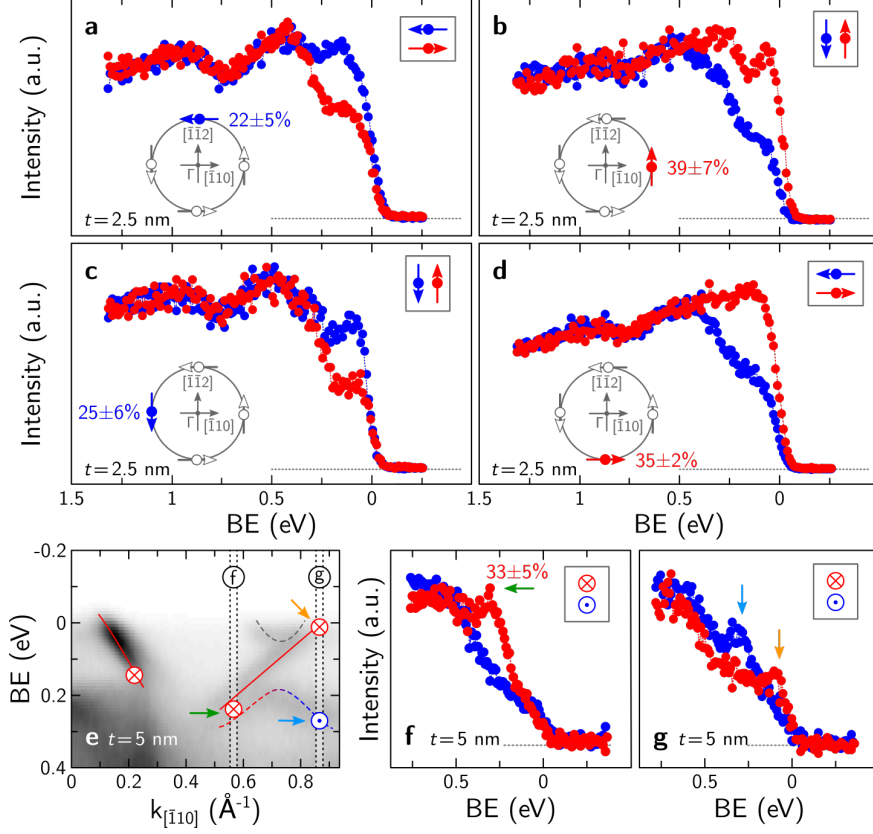 a
Intensity (a.u.)
22±5%
[1̄1̄2]
Γ
[1̄10]
t = 2.5 nm
b
Intensity (a.u.)
39±7%
[1̄1̄2]
Γ
[1̄10]
t = 2.5 nm
c
Intensity (a.u.)
25±6%
[1̄1̄2]
Γ
[1̄10]
t = 2.5 nm
1.5 1 0.5 0
BE (eV)
d
Intensity (a.u.)
35±2%
[1̄1̄2]
Γ
[1̄10]
t = 2.5 nm
1.5 1 0.5 0
BE (eV)
-0.2
0
0.2
0.4
BE (eV)
f
g
e
t = 5 nm
0 0.2 0.4 0.6 0.8
k[1̄10] (Å-1)
Intensity (a.u.)
33±5%
f
t = 5 nm
0.5 0
BE (eV)
g
t = 5 nm
0.5 0
BE (eV)